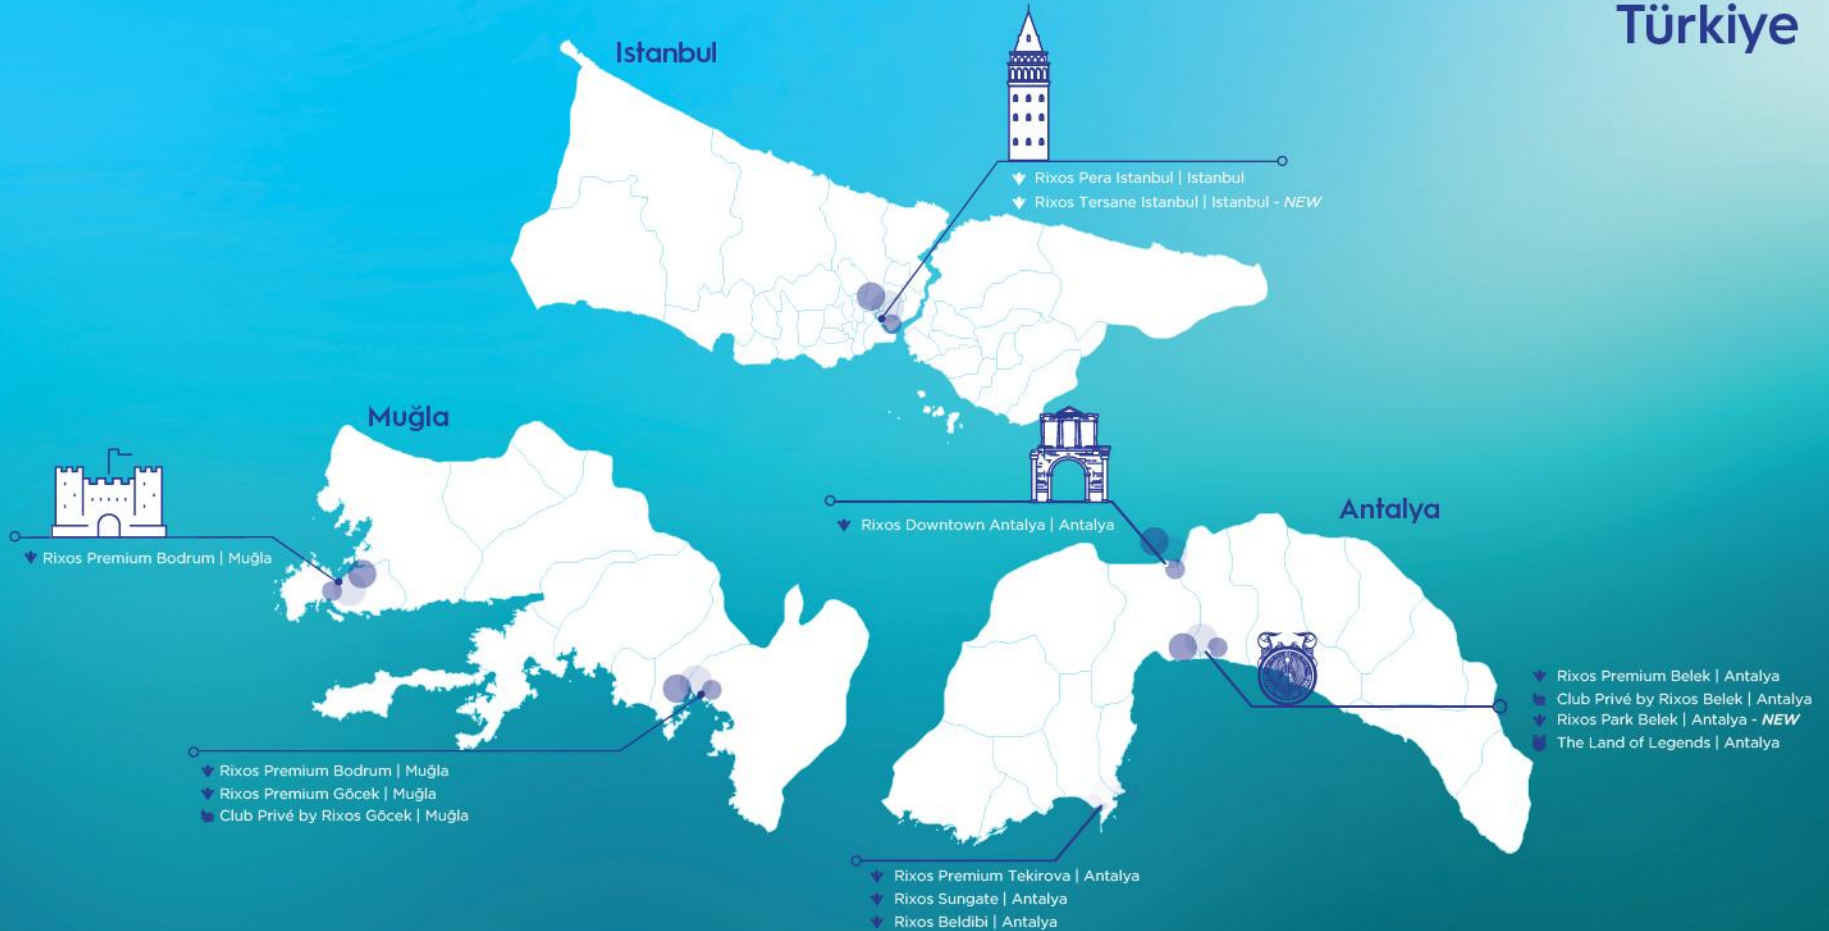 Türkiye
Istanbul
Rixos Pera Istanbul | Istanbul
Rixos Tersane Istanbul | Istanbul - NEW
Muğla
Rixos Premium Bodrum | Muğla
Rixos Premium Bodrum | Muğla
Rixos Premium Göcek | Muğla
Club Privé by Rixos Göcek | Muğla
Antalya
Rixos Downtown Antalya | Antalya
Rixos Premium Belek | Antalya
Club Privé by Rixos Belek | Antalya
Rixos Park Belek | Antalya - NEW
The Land of Legends | Antalya
Rixos Premium Tekirova | Antalya
Rixos Sungate | Antalya
Rixos Beldibi | Antalya